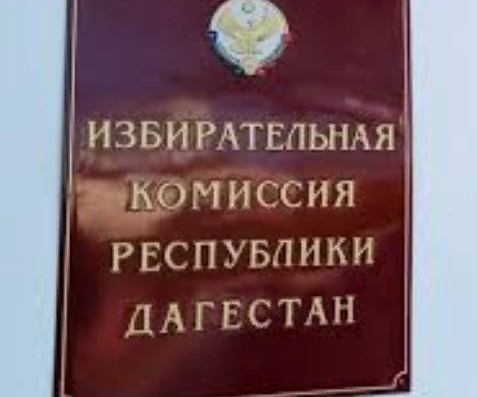 ИЗБИРАТЕЛЬНАЯ
КОМИССИЯ
РЕСПУБЛИКИ
ДАГЕСТАН